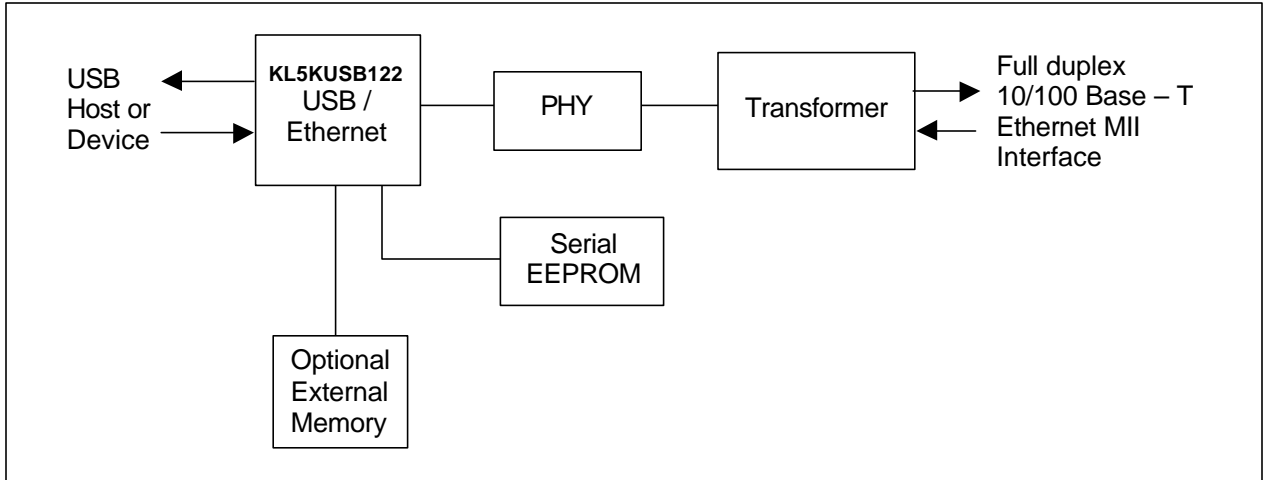 USB
Host or
Device
KL5KUSB122
USB /
Ethernet
PHY
Transformer
Full duplex
10/100 Base – T
Ethernet MII
Interface
Serial
EEPROM
Optional
External
Memory